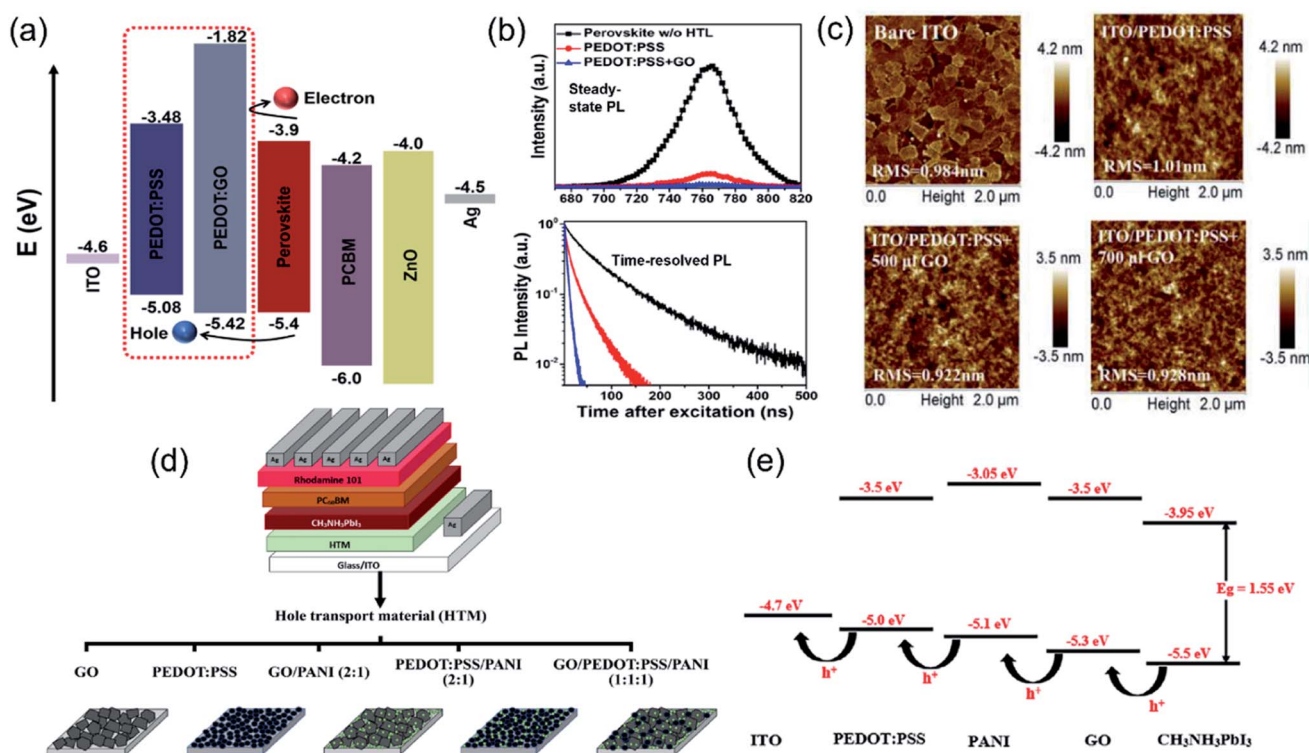 (a)
E (eV)
-4.6
ITO
-3.48
PEDOT:PSS
-5.08
Hole
-1.82
PEDOT:GO
-5.42
Electron
-3.9
Perovskite
-5.4
-4.2
PCBM
-6.0
-4.0
ZnO
-4.5
Ag
(b)
Perovskite w/o HTL
PEDOT:PSS
PEDOT:PSS+GO
Steady-
state PL
Intensity (a.u.)
680 700 720 740 760 780 800 820
10⁰
10⁻¹
10⁻²
PL Intensity (a.u.)
Time-resolved PL
100 200 300 400 500
Time after excitation (ns)
(c)
Bare ITO
RMS=0.984nm
0.0 Height 2.0 µm
4.2 nm
-4.2 nm
ITO/PEDOT:PSS
RMS=1.01nm
0.0 Height 2.0 µm
4.2 nm
-4.2 nm
ITO/PEDOT:PSS+
500 µl GO
RMS=0.922nm
0.0 Height 2.0 µm
3.5 nm
-3.5 nm
ITO/PEDOT:PSS+
700 µl GO
RMS=0.928nm
0.0 Height 2.0 µm
3.5 nm
-3.5 nm
(d)
Ag Ag Ag Ag Ag
Rhodamine 101
PC₆₀BM
CH₃NH₃PbI₃
Ag
HTM
Glass/ITO
Hole transport material (HTM)
GO
PEDOT:PSS
GO/PANI (2:1)
PEDOT:PSS/PANI
(2:1)
GO/PEDOT:PSS/PANI
(1:1:1)
(e)
-3.5 eV
-3.05 eV
-3.5 eV
-3.95 eV
Eg = 1.55 eV
-4.7 eV
-5.0 eV
-5.1 eV
-5.3 eV
-5.5 eV
h⁺
h⁺
h⁺
h⁺
ITO
PEDOT:PSS
PANI
GO
CH₃NH₃PbI₃